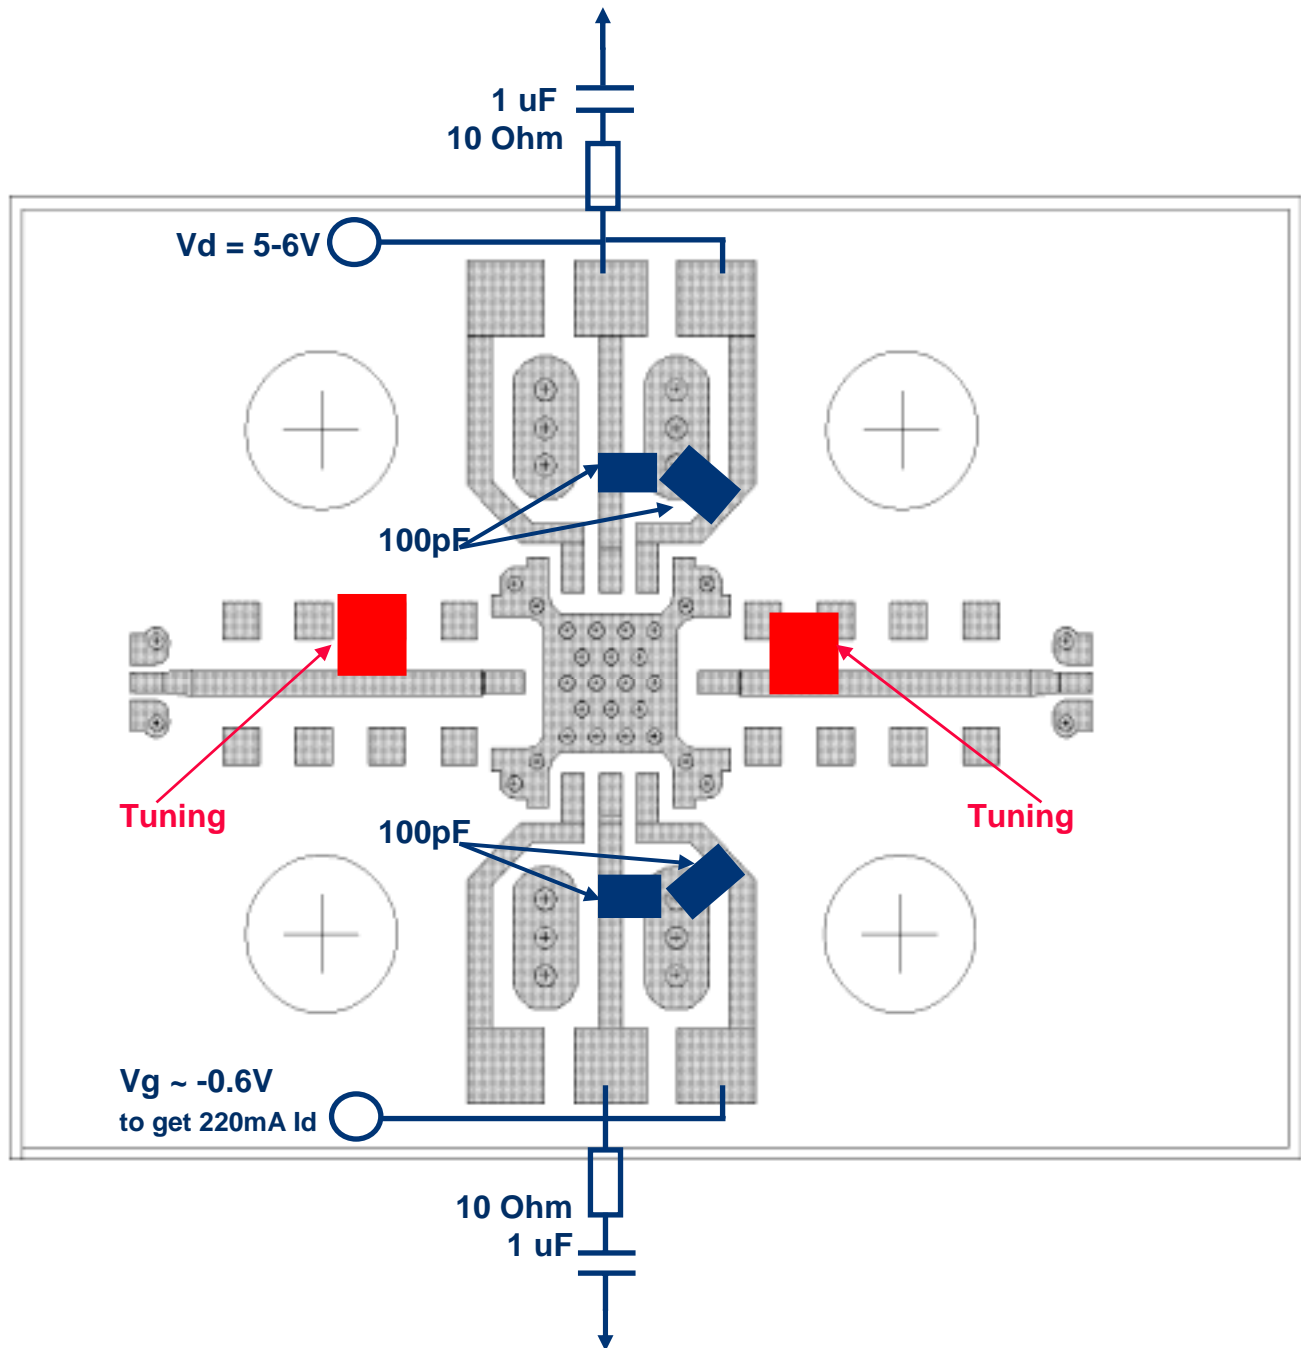 1 uF
10 Ohm
Vd = 5-6V
100pF
Tuning
Tuning
100pF
Vg ~ -0.6V
to get 220mA Id
10 Ohm
1 uF